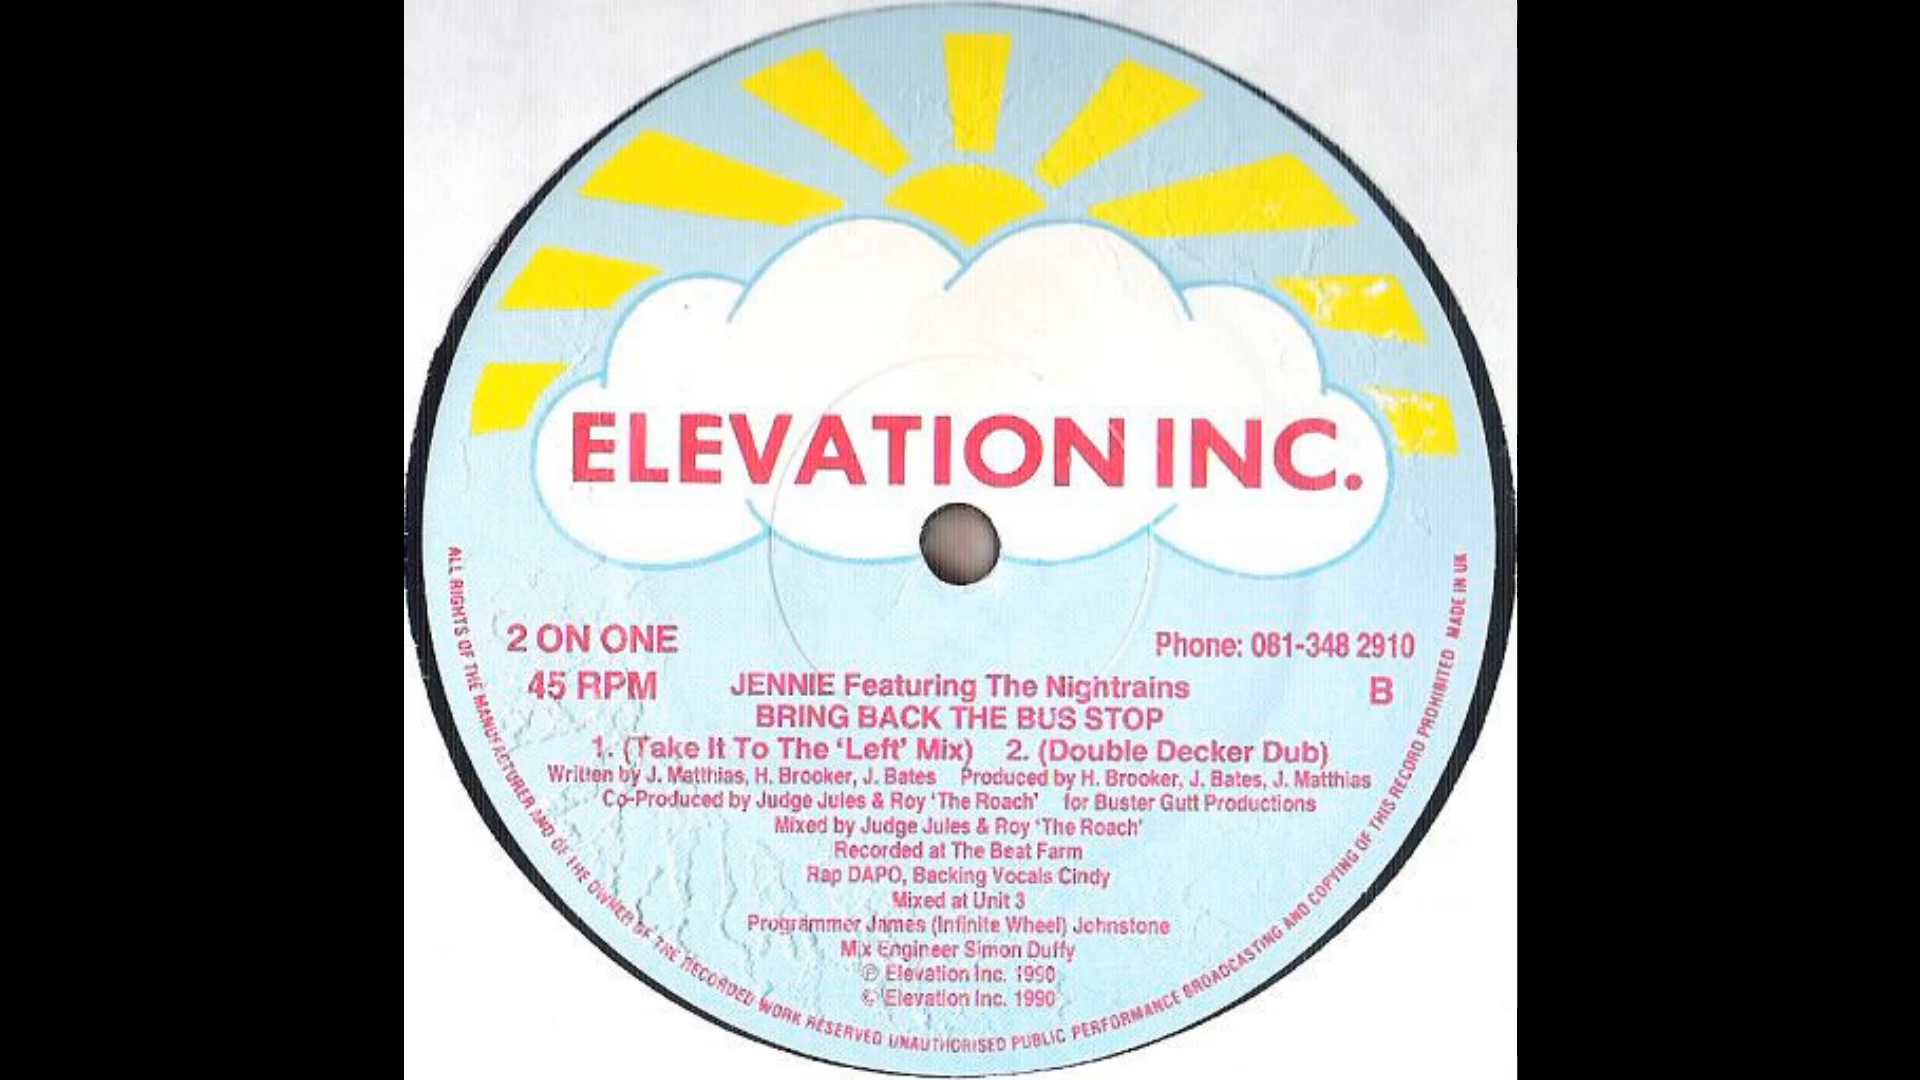 ELEVATION INC.
2 ON ONE
Phone: 081-348 2910
45 RPM
B
JENNIE Featuring The Nightrains
BRING BACK THE BUS STOP
1. (Take It To The ‘Left’ Mix) 2. (Double Decker Dub)
Written by J. Matthias, H. Brooker, J. Bates Produced by H. Brooker, J. Bates, J. Matthias
Co-Produced by Judge Jules & Roy ‘The Roach’ for Buster Gutt Productions
Mixed by Judge Jules & Roy ‘The Roach’
Recorded at The Beat Farm
Rap DAPO, Backing Vocals Cindy
Mixed at Unit 3
Programmer James (Infinite Wheel) Johnstone
Mix Engineer Simon Duffy
℗ Elevation Inc. 1990
© Elevation Inc. 1990
ALL RIGHTS OF THE MANUFACTURER AND OF THE OWNER OF THE RECORDED WORK RESERVED UNAUTHORISED PUBLIC PERFORMANCE BROADCASTING AND COPYING OF THIS RECORD PROHIBITED MADE IN UK